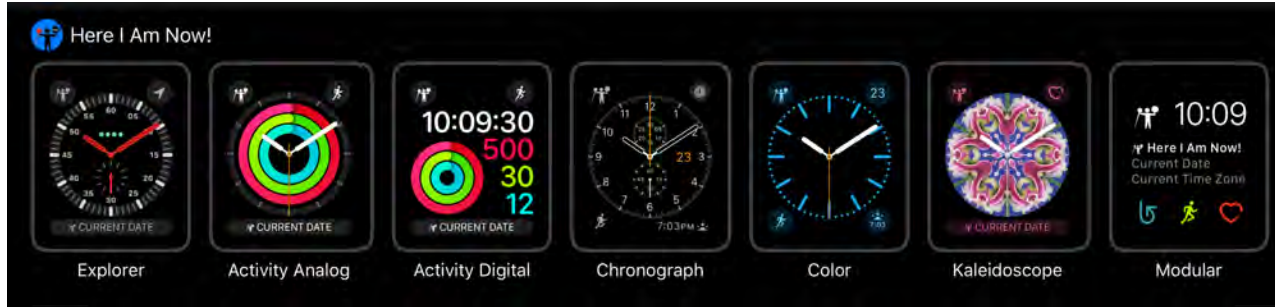 Here I Am Now!
60
05
55
50
45
15
40
20
35
25
30
CURRENT DATE
Explorer
CURRENT DATE
Activity Analog
10:09:30
500
30
12
CURRENT DATE
Activity Digital
12
11
1
10
2
9
23 3
8
4
7
6
5
7:03PM
Chronograph
23
7:03
Color
CURRENT DATE
Kaleidoscope
10:09
Here I Am Now!
Current Date
Current Time Zone
Modular